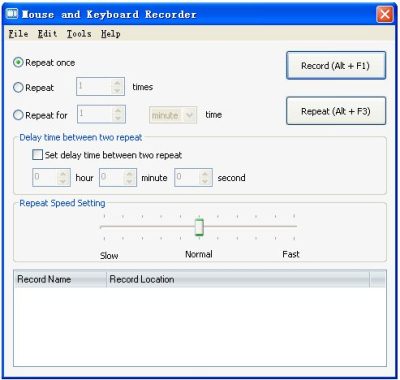 Mouse and Keyboard Recorder
File Edit Tools Help
Repeat once
Record (Alt + F1)
Repeat 1 times
Repeat for 1 minute time
Repeat (Alt + F3)
Delay time between two repeat
Set delay time between two repeat
0 hour 0 minute 0 second
Repeat Speed Setting
Slow Normal Fast
Record Name Record Location